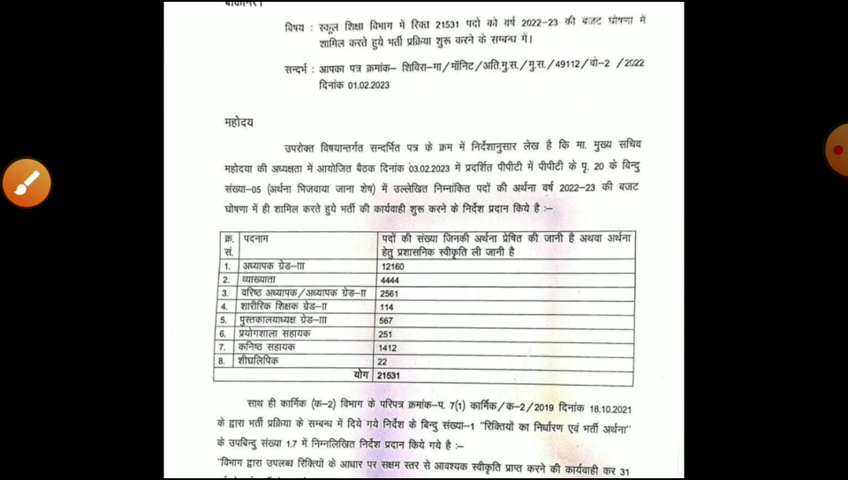 बीकानेर।
विषय : स्कूल शिक्षा विभाग में रिक्त 21531 पदो को वर्ष 2022-23 की बजट घोषणा में
शामिल करते हुये भर्ती प्रक्रिया शुरू करने के सम्बन्ध में।
सन्दर्भ : आपका पत्र क्रमांक– शिविरा–मा/मॉनिट/अति.मु.स./मु.स./49112/वो–2 /2022
दिनांक 01.02.2023
महोदय
उपरोक्त विषयान्तर्गत सन्दर्भित पत्र के क्रम में निर्देशानुसार लेख है कि मा. मुख्य सचिव
महोदया की अध्यक्षता में आयोजित बैठक दिनांक 03.02.2023 में प्रदर्शित पीपीटी में पीपीटी के पृ. 20 के बिन्दु
संख्या–05 (अर्थना भिजवाया जाना शेष) में उल्लेखित निम्नांकित पदों की अर्थना वर्ष 2022-23 की बजट
घोषणा में ही शामिल करते हुये भर्ती की कार्यवाही शुरू करने के निर्देश प्रदान किये है :–
क्र. सं. पदनाम पदों की संख्या जिनकी अर्थना प्रेषित की जानी है अथवा अर्थना
हेतु प्रशासनिक स्वीकृति ली जानी है
1. अध्यापक ग्रेड–III 12160
2. व्याख्याता 4444
3. वरिष्ठ अध्यापक/अध्यापक ग्रेड–II 2561
4. शारीरिक शिक्षक ग्रेड–II 114
5. पुस्तकालयाध्यक्ष ग्रेड–III 567
6. प्रयोगशाला सहायक 251
7. कनिष्ठ सहायक 1412
8. शीघ्रलिपिक 22
योग 21531
साथ ही कार्मिक (क–2) विभाग के परिपत्र क्रमांक–प. 7(1) कार्मिक/क–2/2019 दिनांक 18.10.2021
के द्वारा भर्ती प्रक्रिया के सम्बन्ध में दिये गये निर्देश के बिन्दु संख्या–1 "रिक्तियों का निर्धारण एवं भर्ती अर्थना"
के उपबिन्दु संख्या 1.7 में निम्नलिखित निर्देश प्रदान किये गये है :–
"विभाग द्वारा उपलब्ध रिक्तियों के आधार पर सक्षम स्तर से आवश्यक स्वीकृति प्राप्त करने की कार्यवाही कर 31